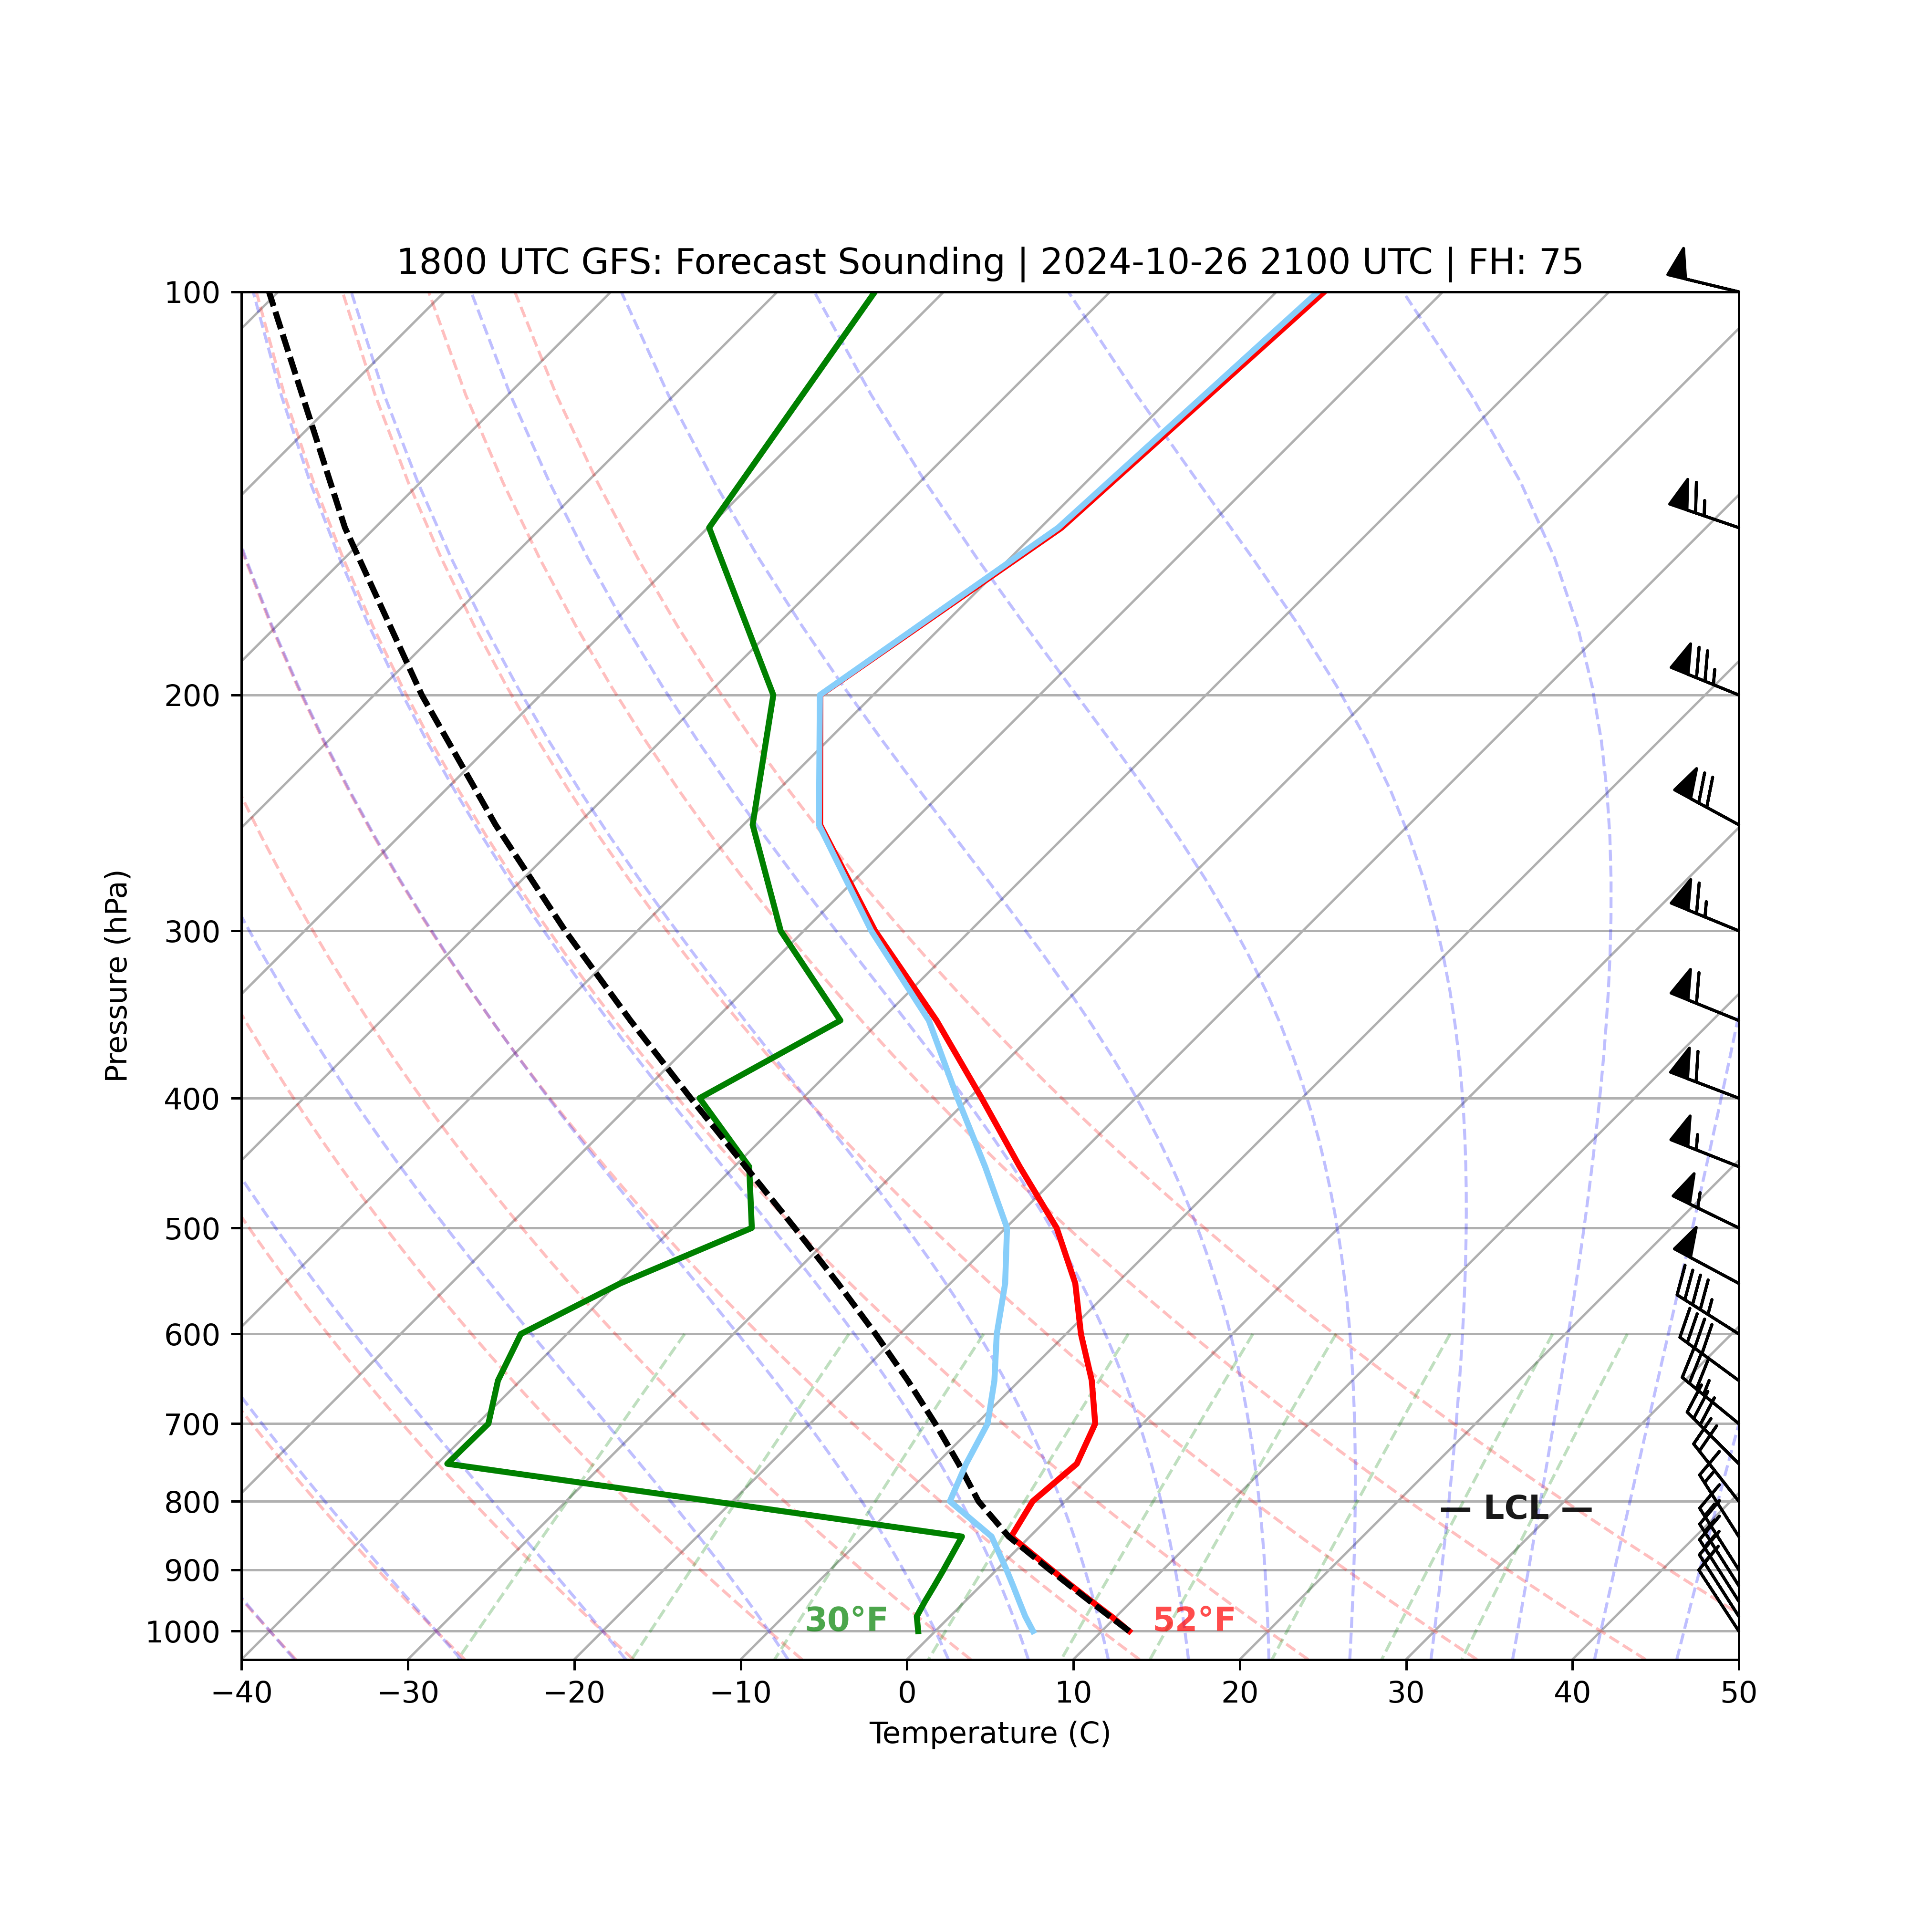 1800 UTC GFS: Forecast Sounding | 2024-10-26 2100 UTC | FH: 75
100
200
300
400
500
600
700
800
900
1000
Pressure (hPa)
— LCL —
30°F
52°F
−40 −30 −20 −10 0 10 20 30 40 50
Temperature (C)